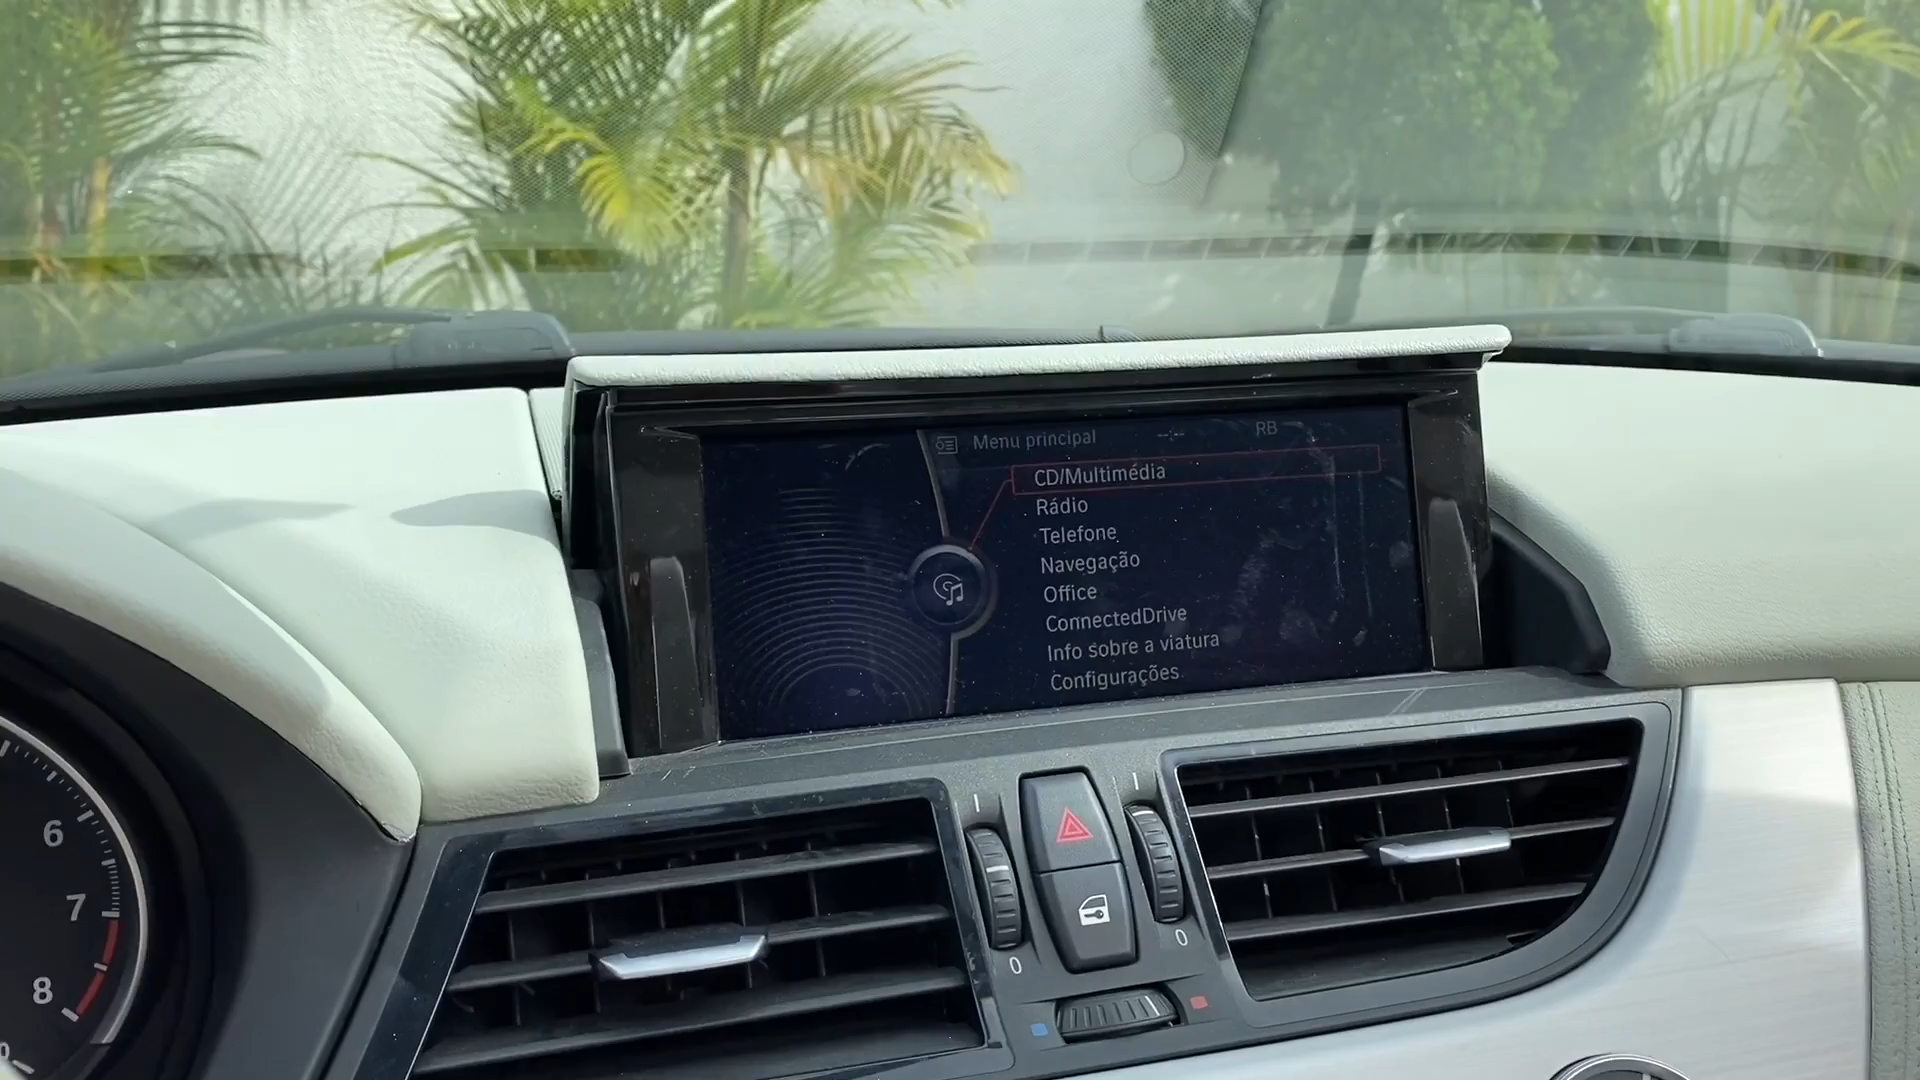 Menu principal
RB
CD/Multimédia
Rádio
Telefone
Navegação
Office
ConnectedDrive
Info sobre a viatura
Configurações
6
7
8
0
0